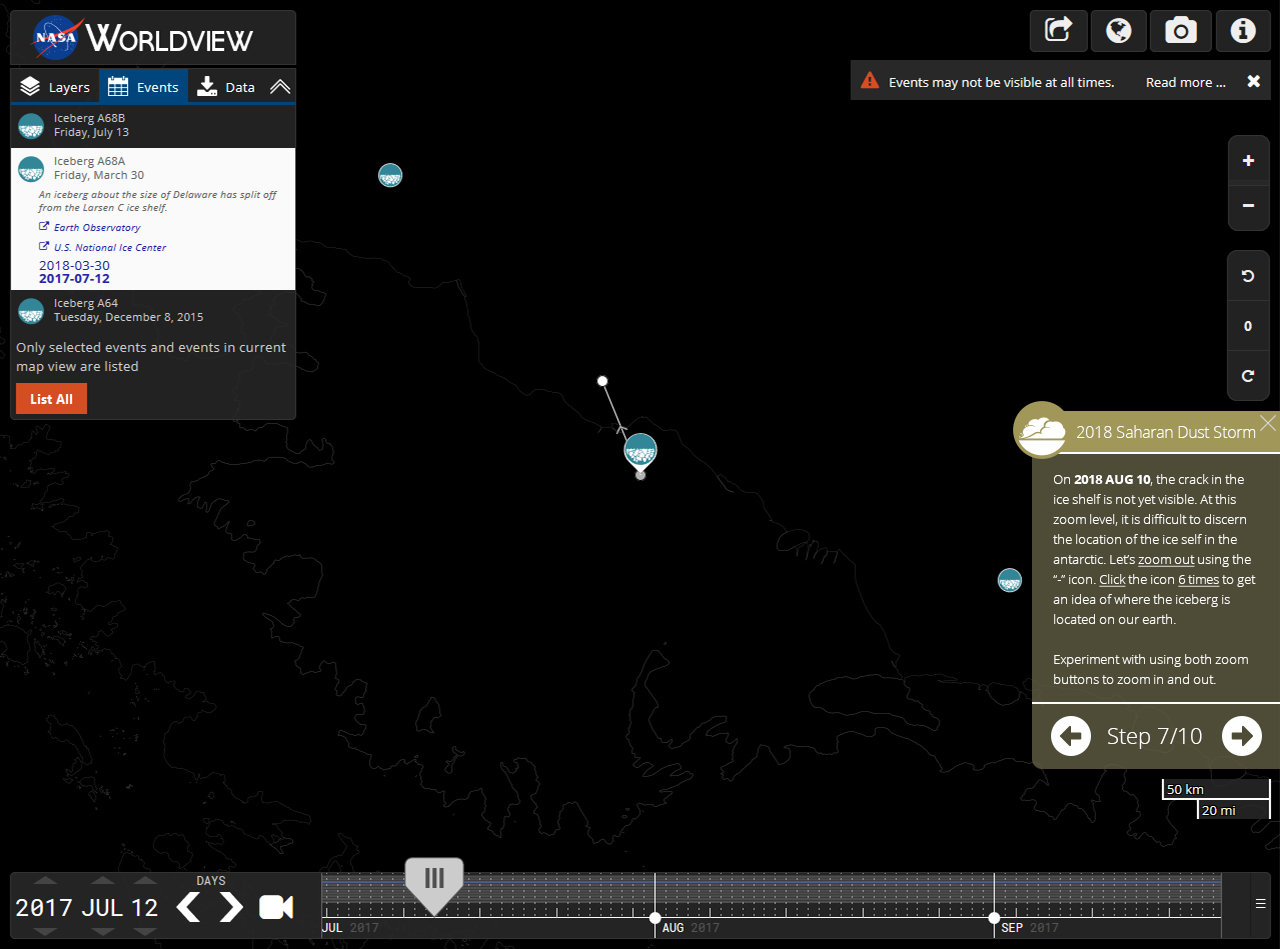 NASA WORLDVIEW
Layers
Events
Data
Iceberg A68B
Friday, July 13
Iceberg A68A
Friday, March 30
An iceberg about the size of Delaware has split off
from the Larsen C ice shelf.
Earth Observatory
U.S. National Ice Center
2018-03-30
2017-07-12
Iceberg A64
Tuesday, December 8, 2015
Only selected events and events in current
map view are listed
List All
Events may not be visible at all times.
Read more ...
0
2018 Saharan Dust Storm
On 2018 AUG 10, the crack in the
ice shelf is not yet visible. At this
zoom level, it is difficult to discern
the location of the ice self in the
antarctic. Let’s zoom out using the
“-” icon. Click the icon 6 times to get
an idea of where the iceberg is
located on our earth.
Experiment with using both zoom
buttons to zoom in and out.
Step 7/10
50 km
20 mi
2017 JUL 12
DAYS
JUL 2017
AUG 2017
SEP 2017